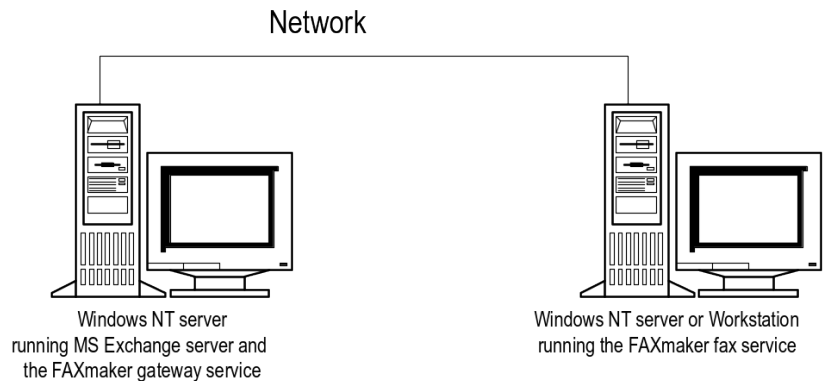 Network
Windows NT server
running MS Exchange server and
the FAXmaker gateway service
Windows NT server or Workstation
running the FAXmaker fax service